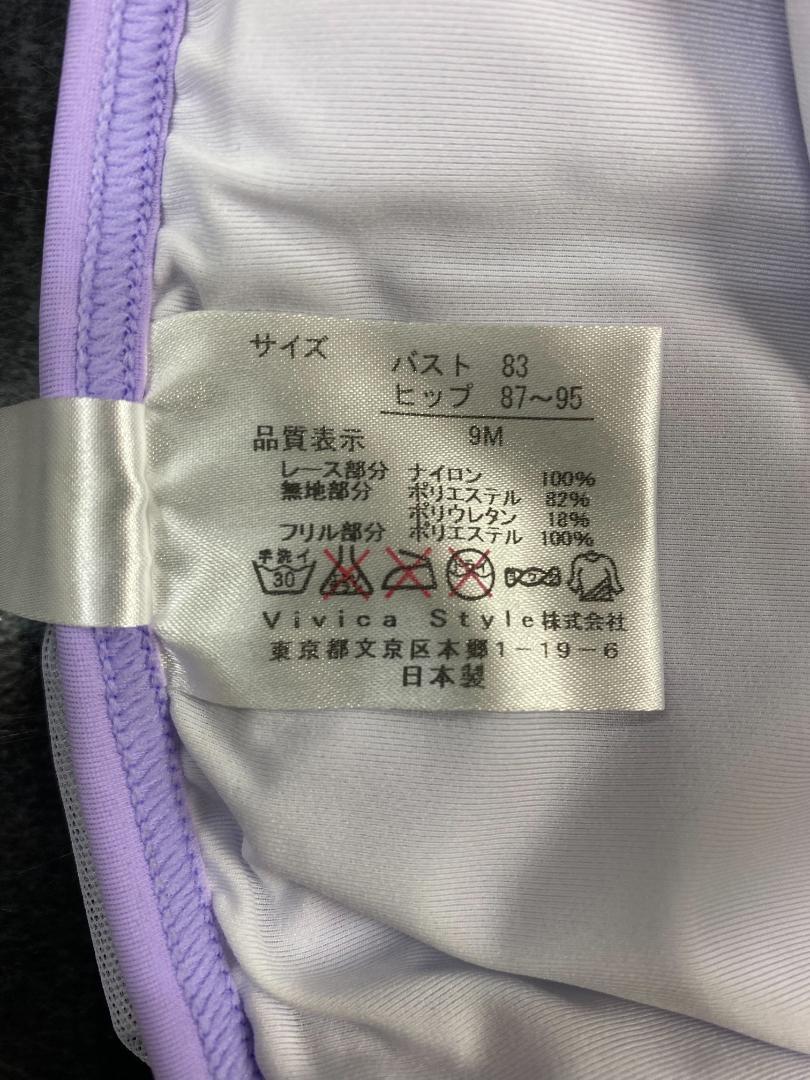 サイズ
バスト 83
ヒップ 87～95
品質表示 9M
レース部分 ナイロン 100%
無地部分 ポリエステル 82%
ポリウレタン 18%
フリル部分 ポリエステル 100%
手洗イ
30
Vivica Style株式会社
東京都文京区本郷1-19-6
日本製